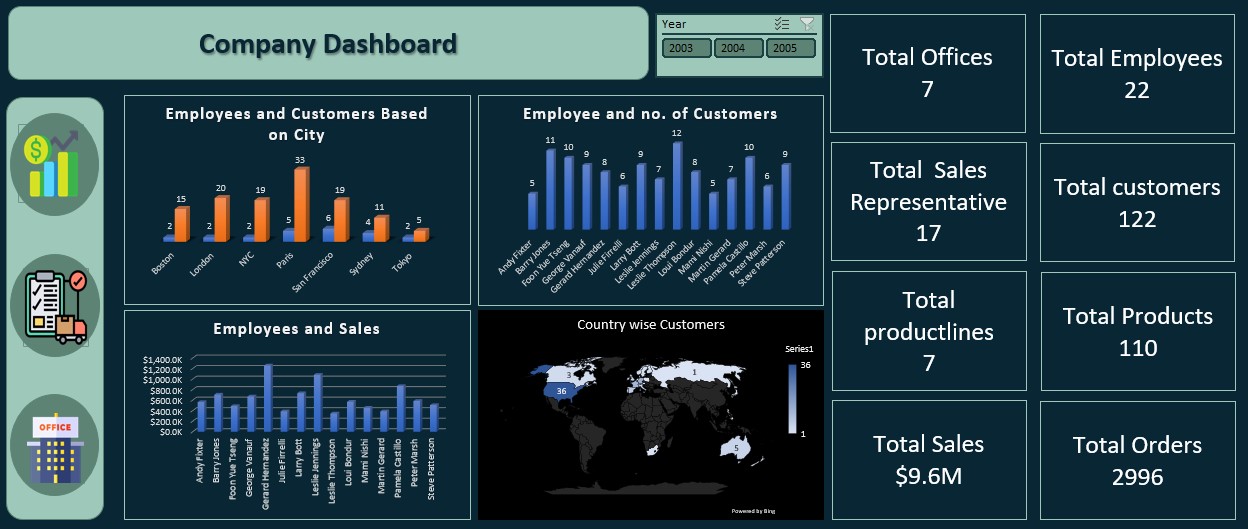 Company Dashboard
Year
2003
2004
2005
Total Offices
7
Total Employees
22
Employees and Customers Based
on City
33
20
19
19
15
11
6
5
5
4
2
2
2
2
Boston
London
NYC
Paris
San Francisco
Sydney
Tokyo
Employee and no. of Customers
5
11
10
9
8
6
9
7
12
8
5
7
10
6
9
Andy Fixter
Barry Jones
Foon Yue Tseng
George Vanauf
Gerard Hernandez
Julie Firrelli
Larry Bott
Leslie Jennings
Leslie Thompson
Loui Bondur
Mami Nishi
Martin Gerard
Pamela Castillo
Peter Marsh
Steve Patterson
Total Sales
Representative
17
Total customers
122
OFFICE
Employees and Sales
$1,400.0K
$1,200.0K
$1,000.0K
$800.0K
$600.0K
$400.0K
$200.0K
$0.0K
Andy Fixter
Barry Jones
Foon Yue Tseng
George Vanauf
Gerard Hernandez
Julie Firrelli
Larry Bott
Leslie Jennings
Leslie Thompson
Loui Bondur
Mami Nishi
Martin Gerard
Pamela Castillo
Peter Marsh
Steve Patterson
Country wise Customers
Series1
36
1
3
36
1
5
Powered by Bing
Total
productlines
7
Total Products
110
Total Sales
$9.6M
Total Orders
2996